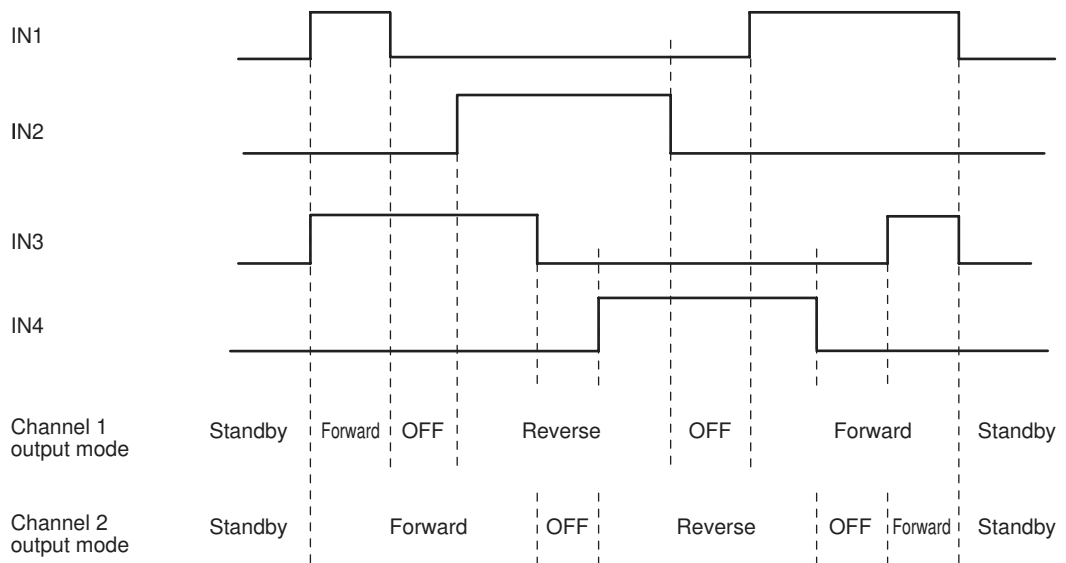 IN1
IN2
IN3
IN4
Channel 1
output mode
Standby Forward OFF Reverse OFF Forward Standby
Channel 2
output mode
Standby Forward OFF Reverse OFF Forward Standby